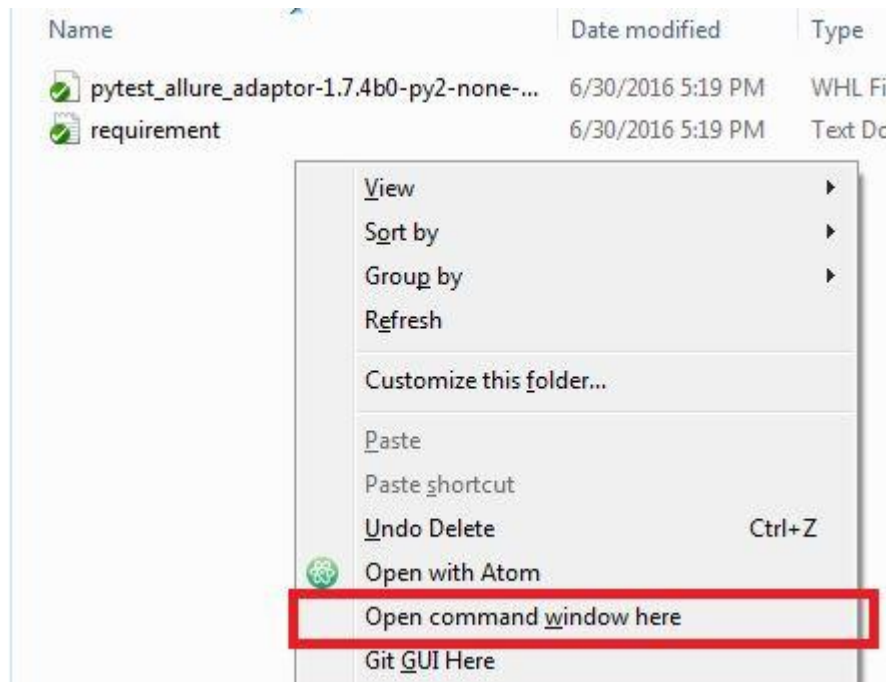 Name Date modified Type
pytest_allure_adaptor-1.7.4b0-py2-none-... 6/30/2016 5:19 PM WHL Fi
requirement 6/30/2016 5:19 PM Text Do
View
Sort by
Group by
Refresh
Customize this folder...
Paste
Paste shortcut
Undo Delete Ctrl+Z
Open with Atom
Open command window here
Git GUI Here